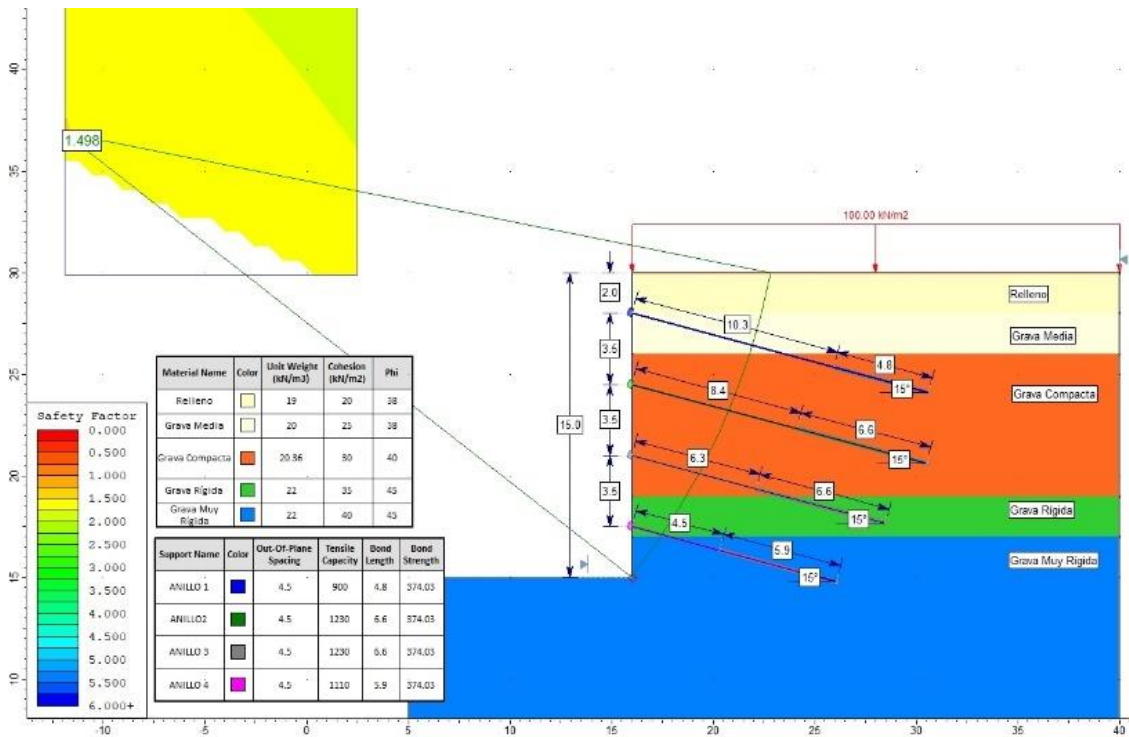 1.498
100.00 kN/m2
2.0
Relleno
10.3
Grava Media
3.5
4.8
15°
8.4
Grava Compacta
3.5
6.6
15.0
15°
6.3
3.5
6.6
Grava Rígida
15°
4.5
5.9
Grava Muy Rígida
15°
Material Name Color Unit Weight (kN/m3) Cohesion (kN/m2) Phi
Relleno 19 20 38
Grava Media 20 25 38
Grava Compacta 20.36 30 40
Grava Rígida 22 35 45
Grava Muy Rígida 22 40 45
Safety Factor
0.000
0.500
1.000
1.500
2.000
2.500
3.000
3.500
4.000
4.500
5.000
5.500
6.000+
Support Name Color Out-Of-Plane Spacing Tensile Capacity Bond Length Bond Strength
ANILLO 1 4.5 900 4.8 374.03
ANILLO2 4.5 1230 6.6 374.03
ANILLO 3 4.5 1230 6.6 374.03
ANILLO 4 4.5 1110 5.9 374.03
40
35
30
25
20
15
10
-10 -5 0 5 10 15 20 25 30 35 40